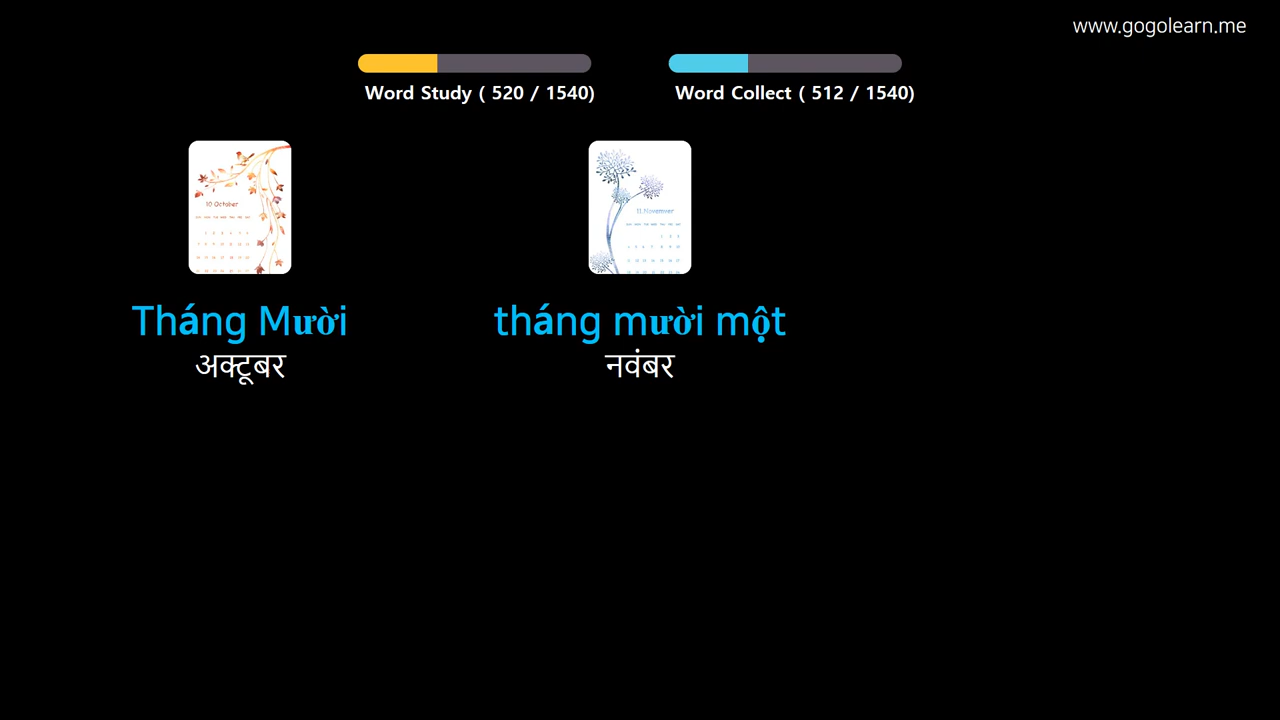 www.gogolearn.me
Word Study ( 520 / 1540)
Word Collect ( 512 / 1540)
10 October
11 November
Tháng Mười
tháng mười một
अक्टूबर
नवंबर